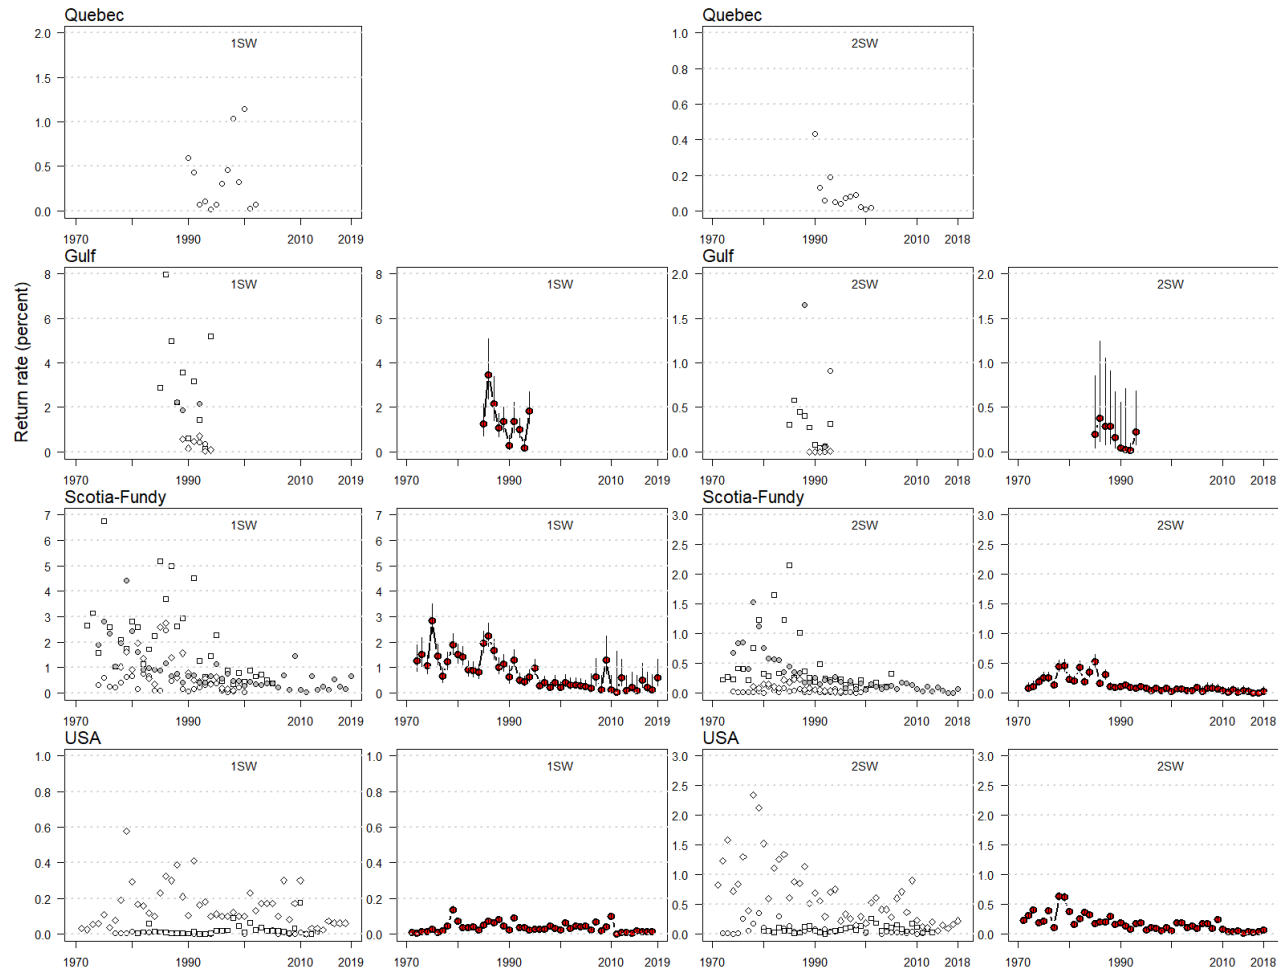 Quebec
Quebec
2.0
1SW
1.5
1.0
0.5
0.0
1970 1990 2010 2019
1.0
2SW
0.8
0.6
0.4
0.2
0.0
1970 1990 2010 2018
Return rate (percent)
Gulf
Gulf
8
1SW
6
4
2
0
1970 1990 2010 2019
8
1SW
6
4
2
0
1970 1990 2010 2019
2.0
2SW
1.5
1.0
0.5
0.0
1970 1990 2010 2018
2.0
2SW
1.5
1.0
0.5
0.0
1970 1990 2010 2018
Scotia-Fundy
Scotia-Fundy
7
1SW
6
5
4
3
2
1
0
1970 1990 2010 2019
7
1SW
6
5
4
3
2
1
0
1970 1990 2010 2019
3.0
2SW
2.5
2.0
1.5
1.0
0.5
0.0
1970 1990 2010 2018
3.0
2SW
2.5
2.0
1.5
1.0
0.5
0.0
1970 1990 2010 2018
USA
USA
1.0
1SW
0.8
0.6
0.4
0.2
0.0
1970 1990 2010 2019
1.0
1SW
0.8
0.6
0.4
0.2
0.0
1970 1990 2010 2019
3.0
2SW
2.5
2.0
1.5
1.0
0.5
0.0
1970 1990 2010 2018
3.0
2SW
2.5
2.0
1.5
1.0
0.5
0.0
1970 1990 2010 2018